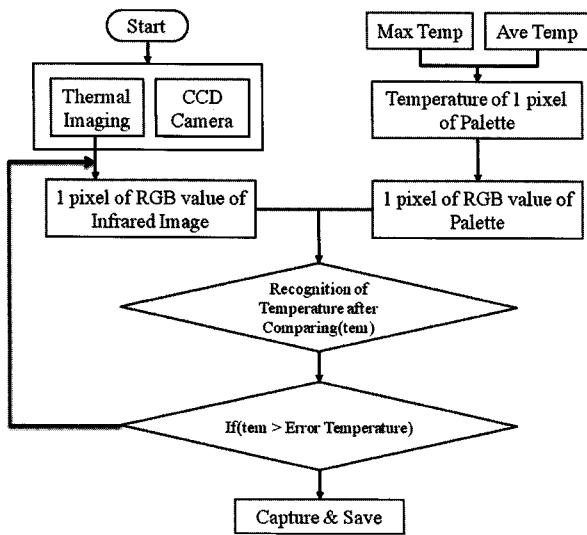 Start
Max Temp
Ave Temp
Thermal
Imaging
CCD
Camera
Temperature of 1 pixel
of Palette
1 pixel of RGB value of
Infrared Image
1 pixel of RGB value of
Palette
Recognition of
Temperature after
Comparing(tem)
If(tem > Error Temperature)
Capture & Save